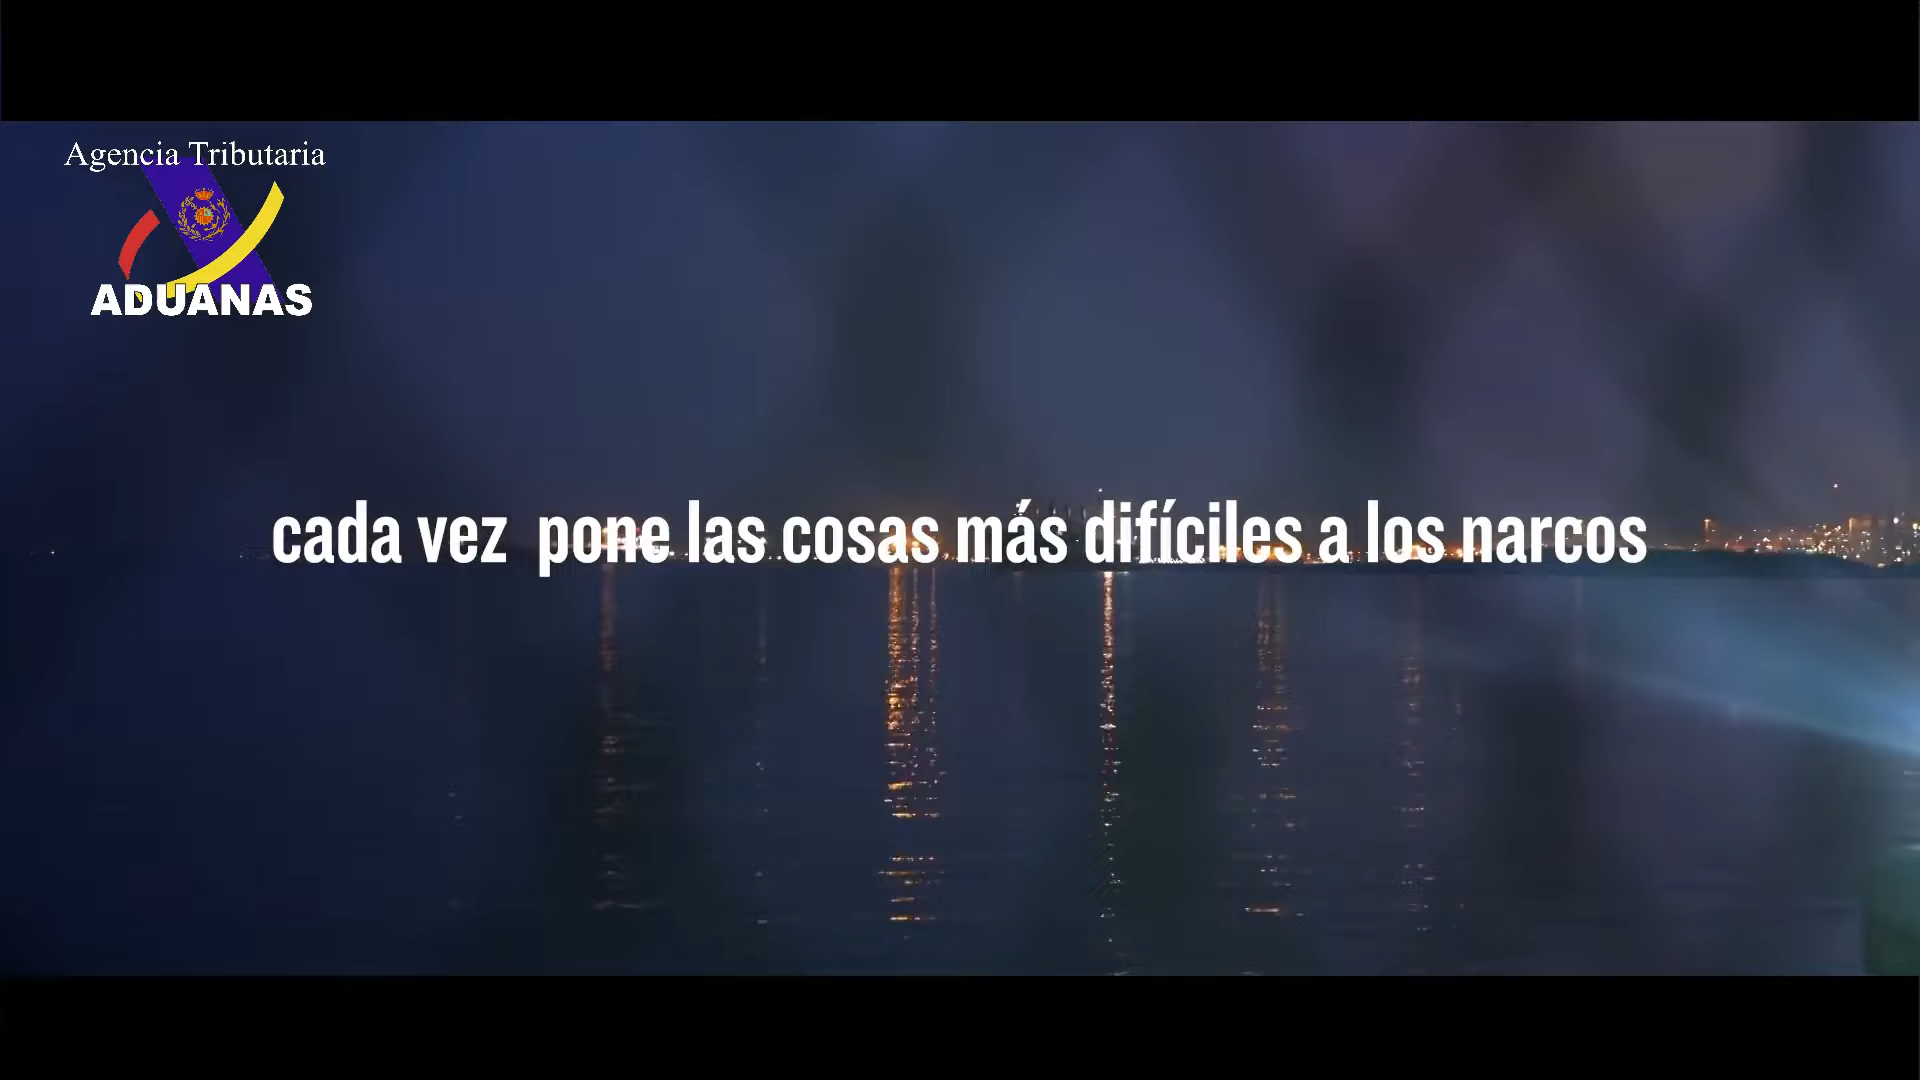 Agencia Tributaria
ADUANAS
cada vez  pone las cosas más difíciles a los narcos